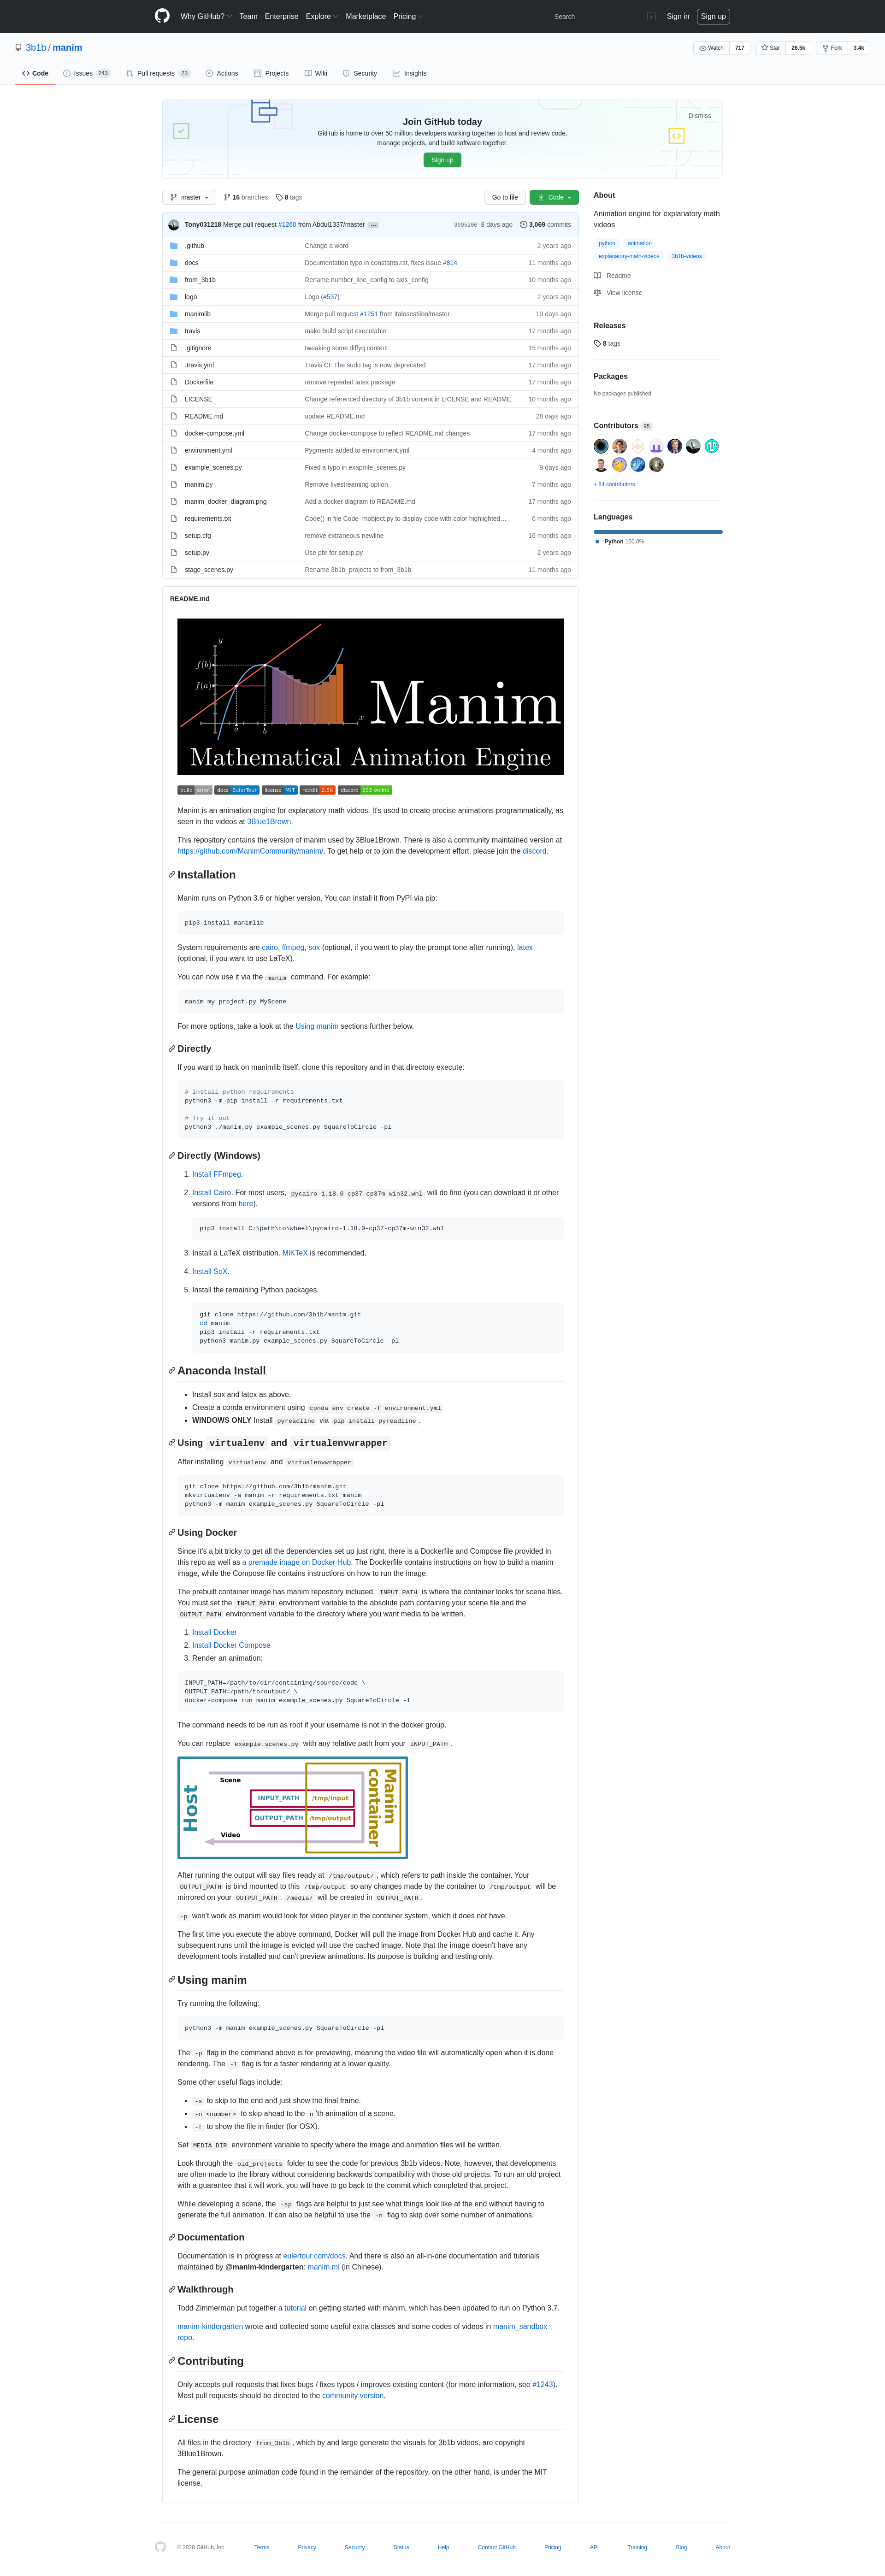 Why GitHub? Team Enterprise Explore Marketplace Pricing Search / Sign in Sign up
3b1b / manim Watch 717 Star 26.5k Fork 3.4k
Code Issues 243 Pull requests 73 Actions Projects Wiki Security Insights
Join GitHub today
Dismiss
GitHub is home to over 50 million developers working together to host and review code,
manage projects, and build software together.
Sign up
master 16 branches 8 tags Go to file Code
Tony031218 Merge pull request #1260 from Abdul1337/master … 9995206 8 days ago 3,069 commits
.github Change a word 2 years ago
docs Documentation typo in constants.rst, fixes issue #814 11 months ago
from_3b1b Rename number_line_config to axis_config 10 months ago
logo Logo (#537) 2 years ago
manimlib Merge pull request #1251 from italosestilon/master 19 days ago
travis make build script executable 17 months ago
.gitignore tweaking some diffyq content 15 months ago
.travis.yml Travis CI: The sudo tag is now deprecated 17 months ago
Dockerfile remove repeated latex package 17 months ago
LICENSE Change referenced directory of 3b1b content in LICENSE and README 10 months ago
README.md update README.md 28 days ago
docker-compose.yml Change docker-compose to reflect README.md changes 17 months ago
environment.yml Pygments added to environment.yml 4 months ago
example_scenes.py Fixed a typo in exapmle_scenes.py 9 days ago
manim.py Remove livestreaming option 7 months ago
manim_docker_diagram.png Add a docker diagram to README.md 17 months ago
requirements.txt Code() in file Code_mobject.py to display code with color highlighted… 6 months ago
setup.cfg remove extraneous newline 16 months ago
setup.py Use pbr for setup.py 2 years ago
stage_scenes.py Rename 3b1b_projects to from_3b1b 11 months ago
About
Animation engine for explanatory math
videos
python animation
explanatory-math-videos 3b1b-videos
Readme
View license
Releases
8 tags
Packages
No packages published
Contributors 95
+ 84 contributors
Languages
Python 100.0%
README.md
y
f(b)
f(a)
a b x
Manim
Mathematical Animation Engine
build error docs EulerTour license MIT reddit 2.5k discord 293 online
Manim is an animation engine for explanatory math videos. It's used to create precise animations programmatically, as
seen in the videos at 3Blue1Brown.
This repository contains the version of manim used by 3Blue1Brown. There is also a community maintained version at
https://github.com/ManimCommunity/manim/. To get help or to join the development effort, please join the discord.
Installation
Manim runs on Python 3.6 or higher version. You can install it from PyPI via pip:
pip3 install manimlib
System requirements are cairo, ffmpeg, sox (optional, if you want to play the prompt tone after running), latex
(optional, if you want to use LaTeX).
You can now use it via the manim command. For example:
manim my_project.py MyScene
For more options, take a look at the Using manim sections further below.
Directly
If you want to hack on manimlib itself, clone this repository and in that directory execute:
# Install python requirements
python3 -m pip install -r requirements.txt
# Try it out
python3 ./manim.py example_scenes.py SquareToCircle -pl
Directly (Windows)
1. Install FFmpeg.
2. Install Cairo. For most users, pycairo-1.18.0-cp37-cp37m-win32.whl will do fine (you can download it or other
versions from here).
pip3 install C:\path\to\wheel\pycairo-1.18.0-cp37-cp37m-win32.whl
3. Install a LaTeX distribution. MiKTeX is recommended.
4. Install SoX.
5. Install the remaining Python packages.
git clone https://github.com/3b1b/manim.git
cd manim
pip3 install -r requirements.txt
python3 manim.py example_scenes.py SquareToCircle -pl
Anaconda Install
• Install sox and latex as above.
• Create a conda environment using conda env create -f environment.yml
• WINDOWS ONLY Install pyreadline via pip install pyreadline.
Using virtualenv and virtualenvwrapper
After installing virtualenv and virtualenvwrapper
git clone https://github.com/3b1b/manim.git
mkvirtualenv -a manim -r requirements.txt manim
python3 -m manim example_scenes.py SquareToCircle -pl
Using Docker
Since it's a bit tricky to get all the dependencies set up just right, there is a Dockerfile and Compose file provided in
this repo as well as a premade image on Docker Hub. The Dockerfile contains instructions on how to build a manim
image, while the Compose file contains instructions on how to run the image.
The prebuilt container image has manim repository included. INPUT_PATH is where the container looks for scene files.
You must set the INPUT_PATH environment variable to the absolute path containing your scene file and the
OUTPUT_PATH environment variable to the directory where you want media to be written.
1. Install Docker
2. Install Docker Compose
3. Render an animation:
INPUT_PATH=/path/to/dir/containing/source/code \
OUTPUT_PATH=/path/to/output/ \
docker-compose run manim example_scenes.py SquareToCircle -l
The command needs to be run as root if your username is not in the docker group.
You can replace example.scenes.py with any relative path from your INPUT_PATH.
Host
Scene
INPUT_PATH /tmp/input
OUTPUT_PATH /tmp/output
Video
Manim
container
After running the output will say files ready at /tmp/output/, which refers to path inside the container. Your
OUTPUT_PATH is bind mounted to this /tmp/output so any changes made by the container to /tmp/output will be
mirrored on your OUTPUT_PATH. /media/ will be created in OUTPUT_PATH.
-p won't work as manim would look for video player in the container system, which it does not have.
The first time you execute the above command, Docker will pull the image from Docker Hub and cache it. Any
subsequent runs until the image is evicted will use the cached image. Note that the image doesn't have any
development tools installed and can't preview animations. Its purpose is building and testing only.
Using manim
Try running the following:
python3 -m manim example_scenes.py SquareToCircle -pl
The -p flag in the command above is for previewing, meaning the video file will automatically open when it is done
rendering. The -l flag is for a faster rendering at a lower quality.
Some other useful flags include:
• -s to skip to the end and just show the final frame.
• -n <number> to skip ahead to the n'th animation of a scene.
• -f to show the file in finder (for OSX).
Set MEDIA_DIR environment variable to specify where the image and animation files will be written.
Look through the old_projects folder to see the code for previous 3b1b videos. Note, however, that developments
are often made to the library without considering backwards compatibility with those old projects. To run an old project
with a guarantee that it will work, you will have to go back to the commit which completed that project.
While developing a scene, the -sp flags are helpful to just see what things look like at the end without having to
generate the full animation. It can also be helpful to use the -n flag to skip over some number of animations.
Documentation
Documentation is in progress at eulertour.com/docs. And there is also an all-in-one documentation and tutorials
maintained by @manim-kindergarten: manim.ml (in Chinese).
Walkthrough
Todd Zimmerman put together a tutorial on getting started with manim, which has been updated to run on Python 3.7.
manim-kindergarten wrote and collected some useful extra classes and some codes of videos in manim_sandbox
repo.
Contributing
Only accepts pull requests that fixes bugs / fixes typos / improves existing content (for more information, see #1243).
Most pull requests should be directed to the community version.
License
All files in the directory from_3b1b, which by and large generate the visuals for 3b1b videos, are copyright
3Blue1Brown.
The general purpose animation code found in the remainder of the repository, on the other hand, is under the MIT
license.
© 2020 GitHub, Inc. Terms Privacy Security Status Help Contact GitHub Pricing API Training Blog About